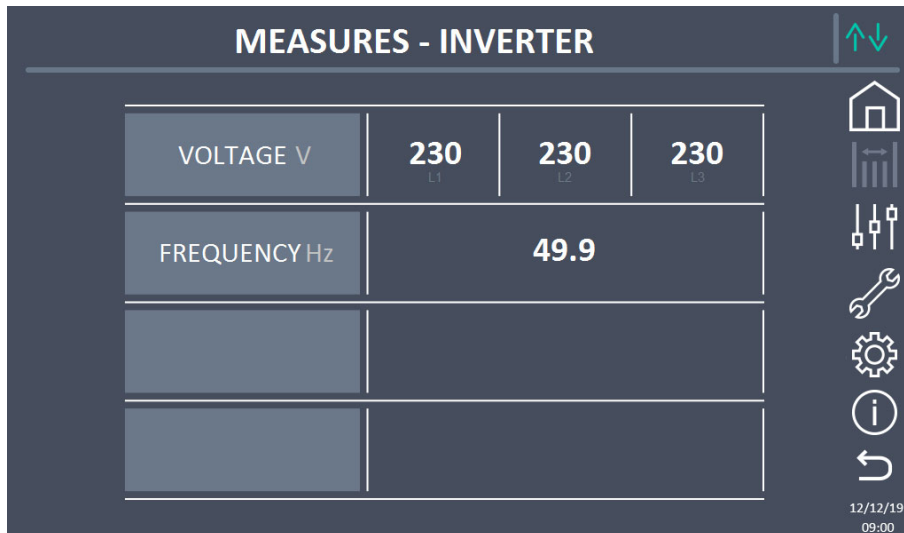 MEASURES - INVERTER
VOLTAGE V
230 230 230
L1 L2 L3
FREQUENCY Hz
49.9
12/12/19
09:00